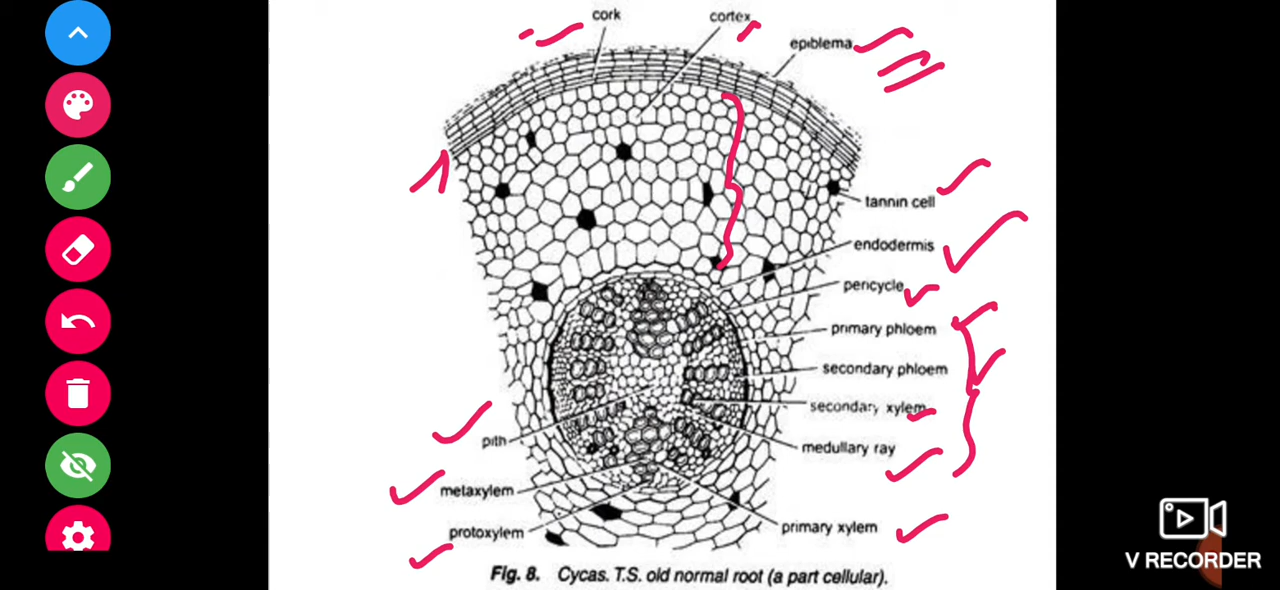 cork
cortex
epiblema
tannin cell
endodermis
pericycle
primary phloem
secondary phloem
secondary xylem
pith
medullary ray
metaxylem
primary xylem
protoxylem
V RECORDER
Fig. 8. Cycas. T.S. old normal root (a part cellular).